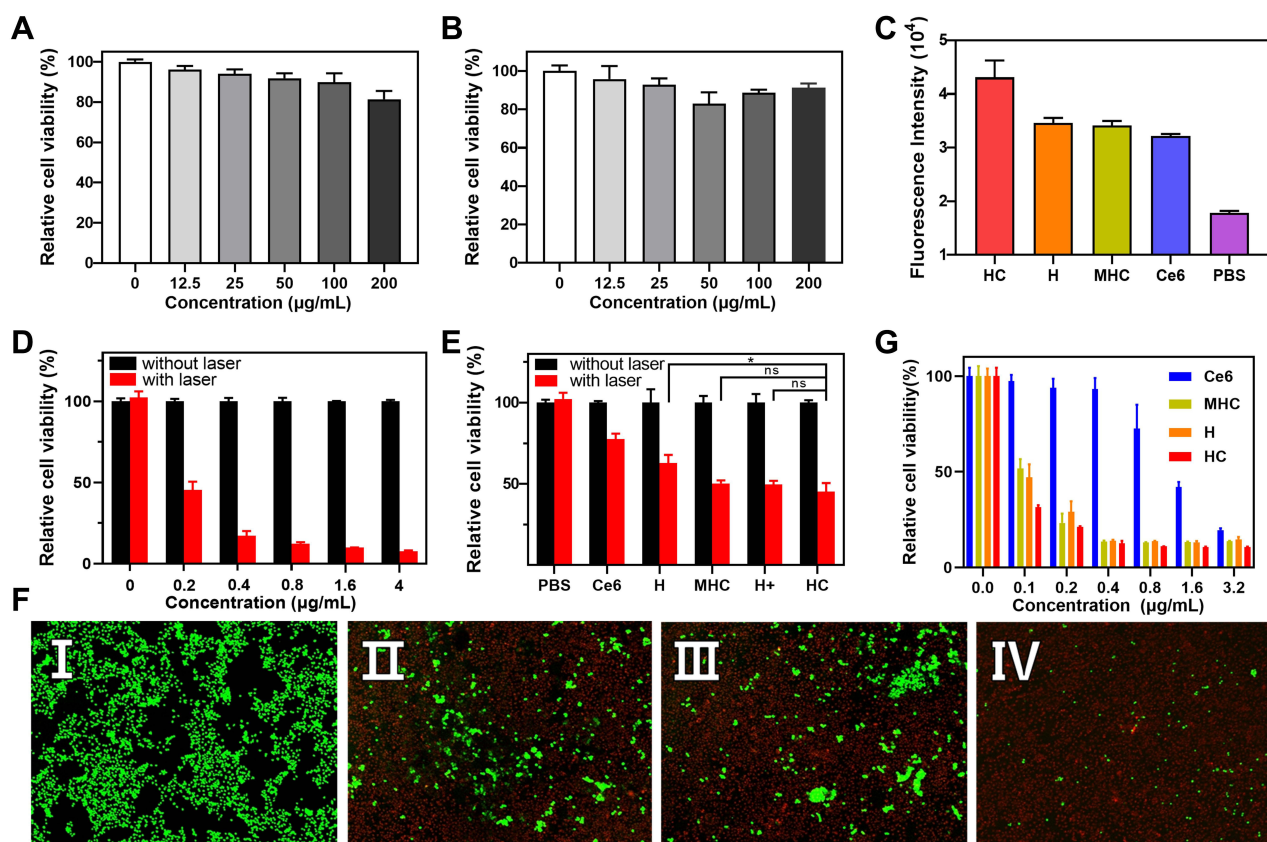 A
Relative cell viability (%)
100
80
60
40
20
0
0 12.5 25 50 100 200
Concentration (μg/mL)
B
Relative cell viability (%)
100
80
60
40
20
0
0 12.5 25 50 100 200
Concentration (μg/mL)
C
Fluorescence Intensity (10⁴)
5
4
3
2
1
HC H MHC Ce6 PBS
D
Relative cell viability (%)
without laser
with laser
100
50
0
0 0.2 0.4 0.8 1.6 4
Concentration (μg/mL)
E
Relative cell viability (%)
without laser
with laser
*
ns
ns
100
50
PBS Ce6 H MHC H+ HC
G
Relative cell viability(%)
Ce6
MHC
H
HC
100
50
0
0.0 0.1 0.2 0.4 0.8 1.6 3.2
Concentration (μg/mL)
F
I
II
III
IV